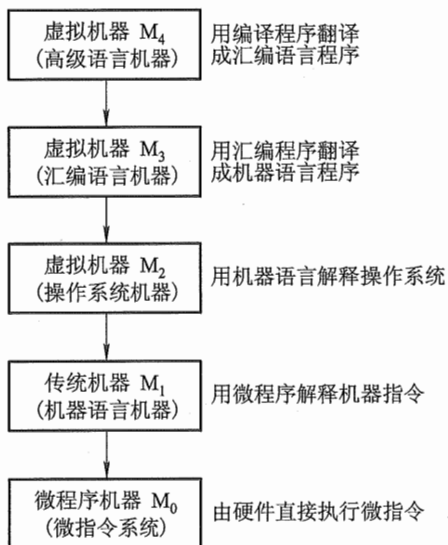 虚拟机器 M₄
(高级语言机器)
用编译程序翻译
成汇编语言程序
虚拟机器 M₃
(汇编语言机器)
用汇编程序翻译
成机器语言程序
虚拟机器 M₂
(操作系统机器)
用机器语言解释操作系统
传统机器 M₁
(机器语言机器)
用微程序解释机器指令
微程序机器 M₀
(微指令系统)
由硬件直接执行微指令